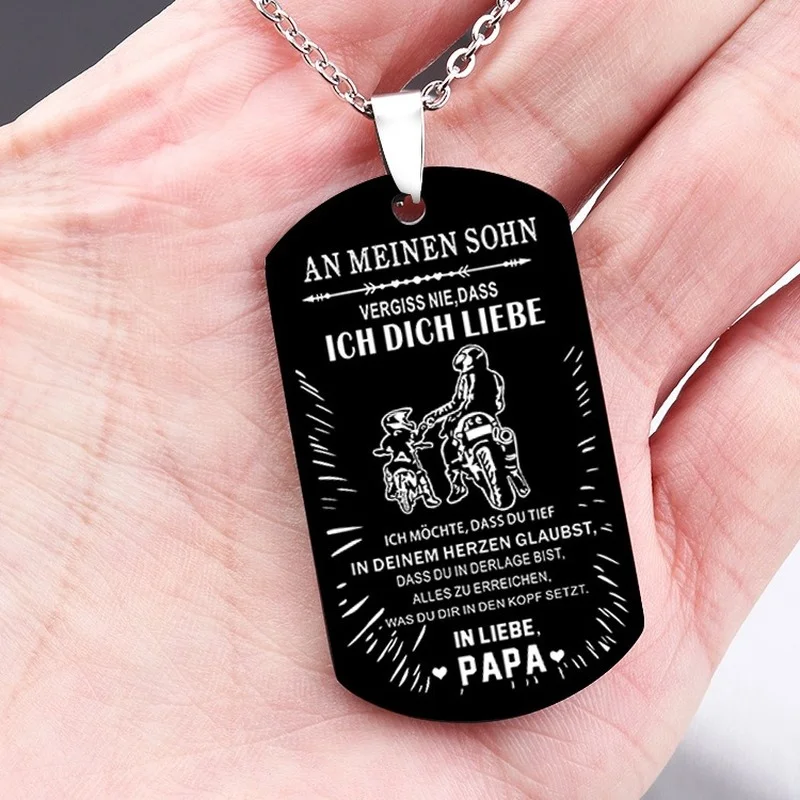 AN MEINEN SOHN
VERGISS NIE,DASS
ICH DICH LIEBE
ICH MÖCHTE, DASS DU TIEF
IN DEINEM HERZEN GLAUBST,
DASS DU IN DERLAGE BIST,
ALLES ZU ERREICHEN,
WAS DU DIR IN DEN KOPF SETZT.
IN LIEBE,
PAPA